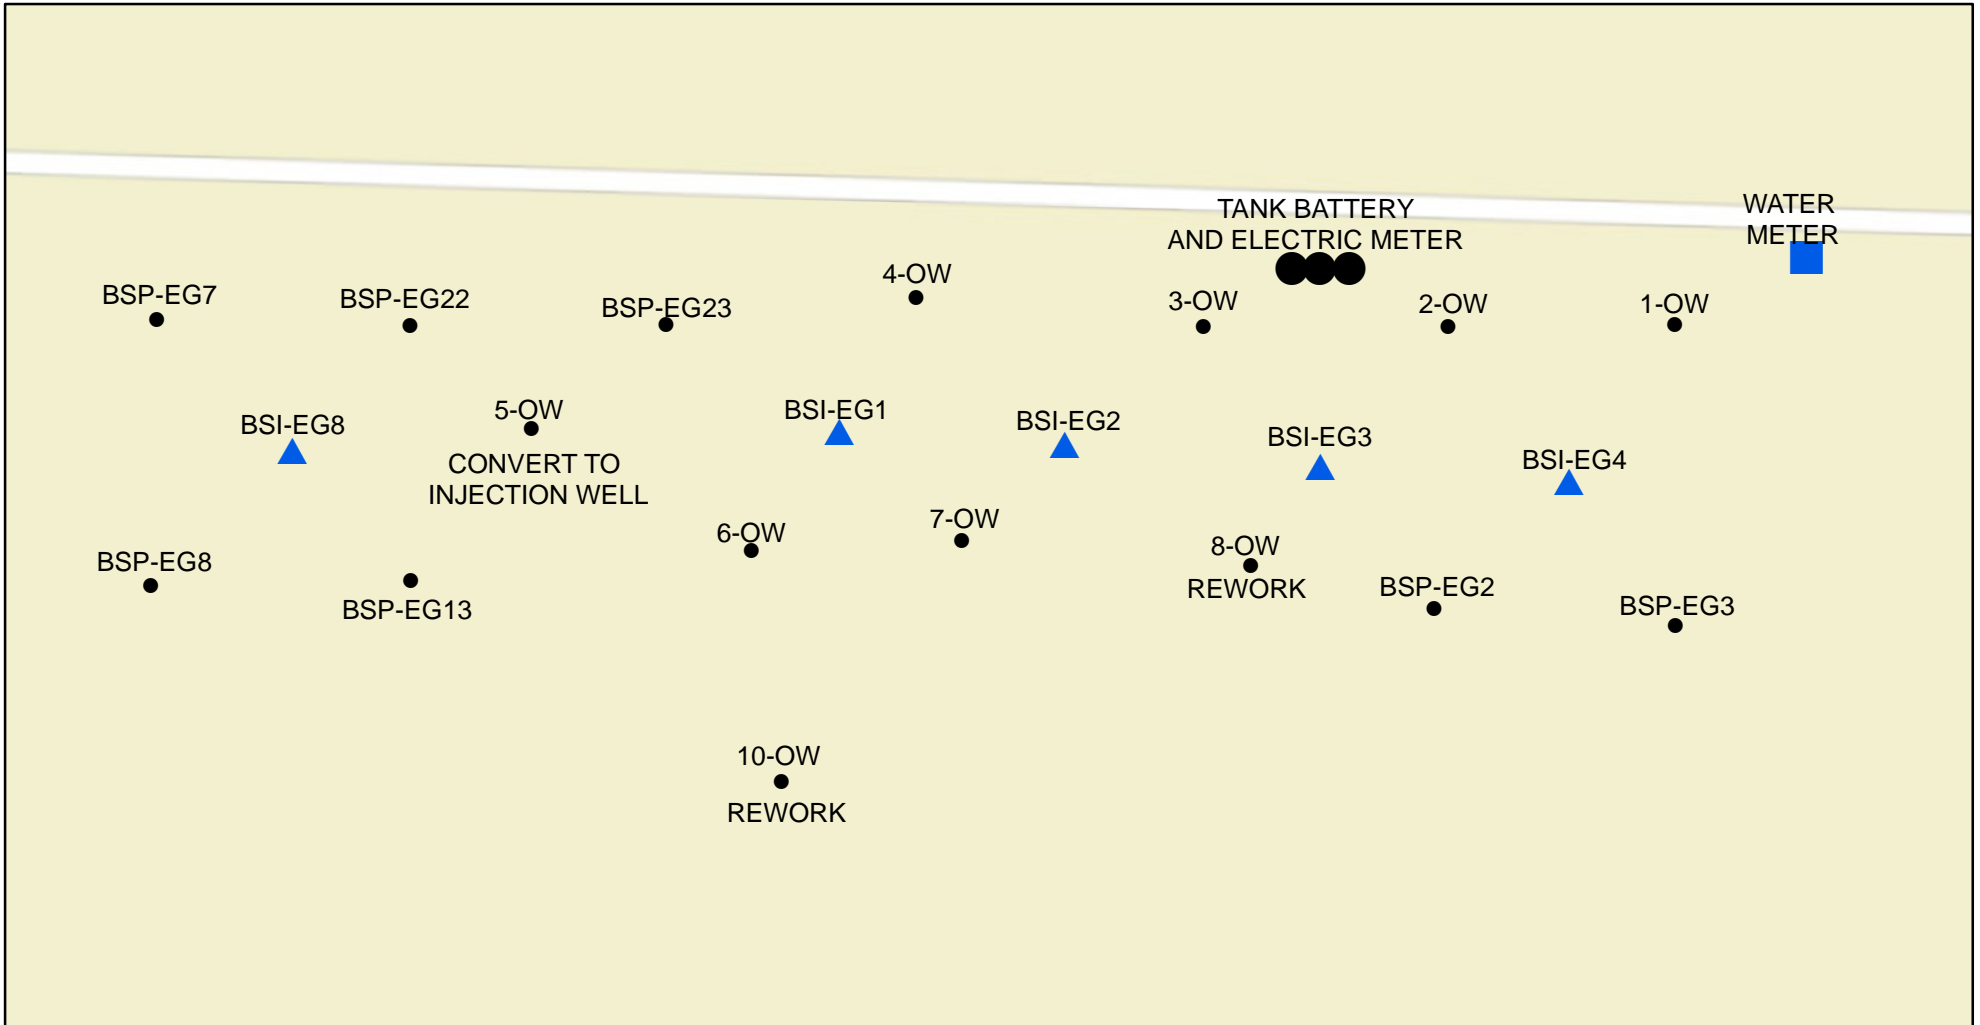 WATER
METER
TANK BATTERY
AND ELECTRIC METER
4-OW
BSP-EG7
BSP-EG22
BSP-EG23
3-OW
2-OW
1-OW
BSI-EG8
5-OW
CONVERT TO
INJECTION WELL
BSI-EG1
BSI-EG2
BSI-EG3
BSI-EG4
6-OW
7-OW
8-OW
REWORK
BSP-EG8
BSP-EG13
BSP-EG2
BSP-EG3
10-OW
REWORK